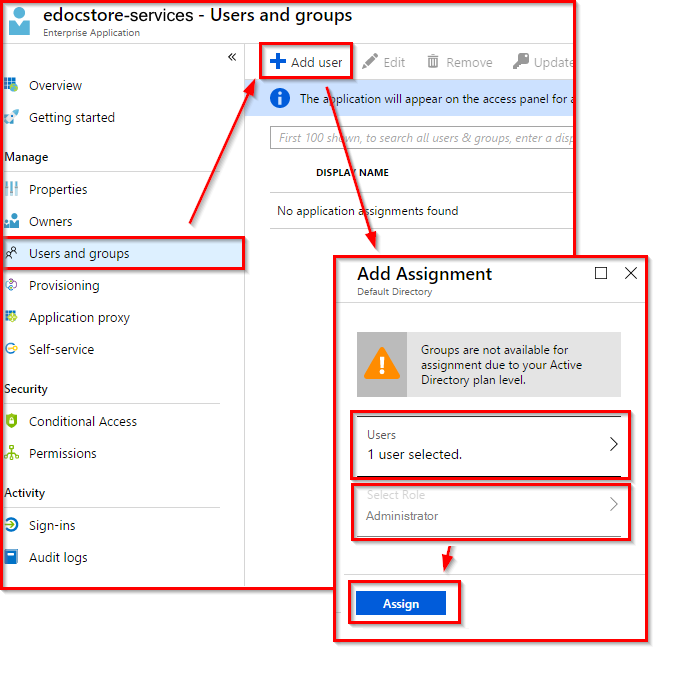 edocstore-services - Users and groups
Enterprise Application
«
Add user
Edit
Remove
Update
Overview
Getting started
Manage
Properties
Owners
Users and groups
Provisioning
Application proxy
Self-service
Security
Conditional Access
Permissions
Activity
Sign-ins
Audit logs
The application will appear on the access panel for a
First 100 shown, to search all users & groups, enter a disp
DISPLAY NAME
No application assignments found
Add Assignment
Default Directory
Groups are not available for
assignment due to your Active
Directory plan level.
Users
1 user selected.
Select Role
Administrator
Assign